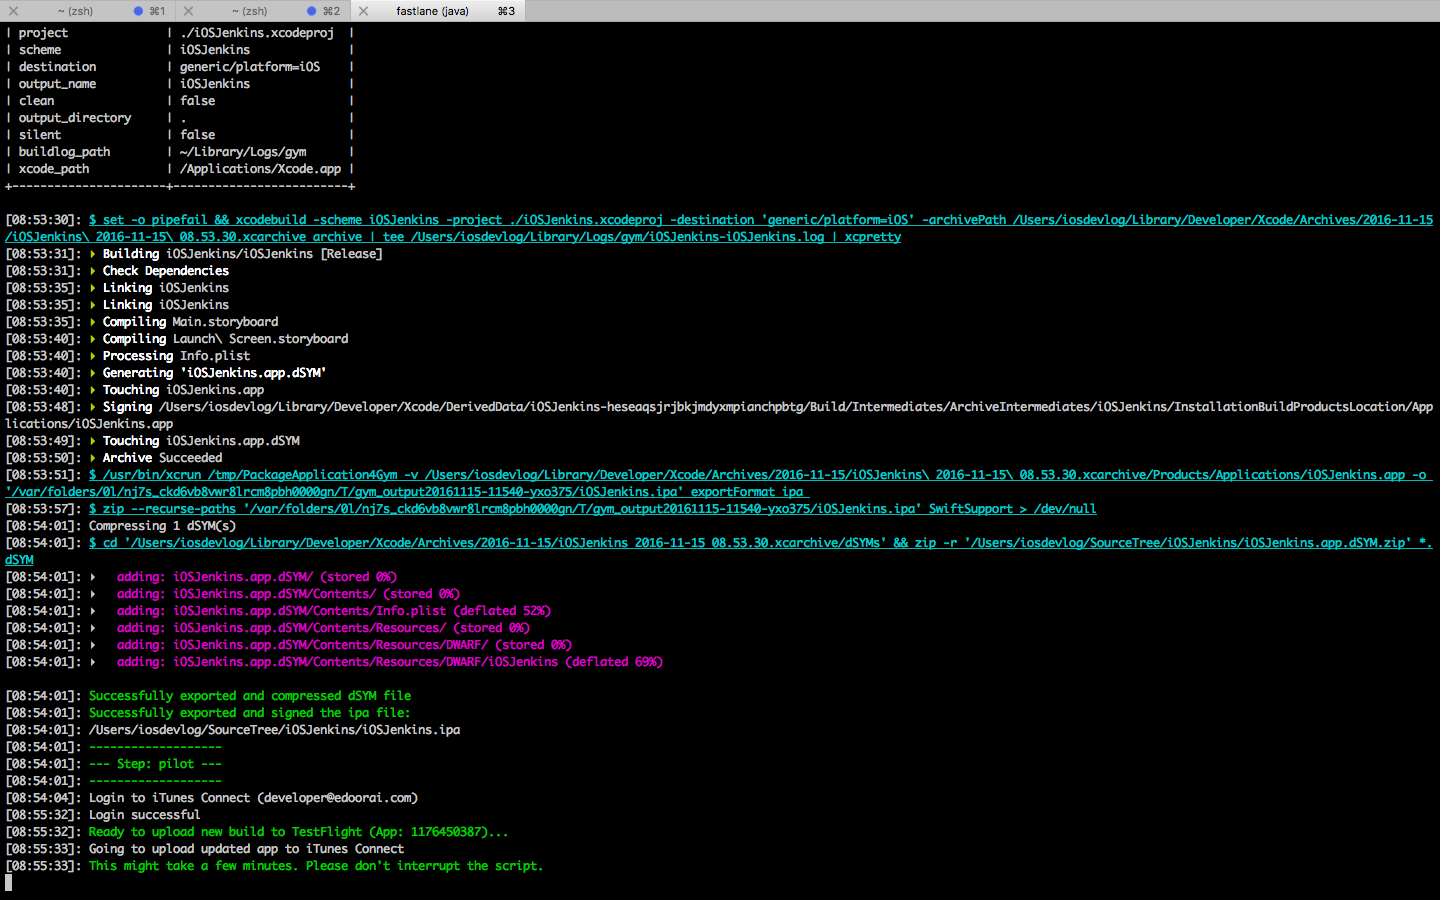 ~ (zsh) ⌘1 ~ (zsh) ⌘2 fastlane (java) ⌘3
| project | ./iOSJenkins.xcodeproj |
| scheme | iOSJenkins |
| destination | generic/platform=iOS |
| output_name | iOSJenkins |
| clean | false |
| output_directory | . |
| silent | false |
| buildlog_path | ~/Library/Logs/gym |
| xcode_path | /Applications/Xcode.app |
+----------------------+-------------------------+
[08:53:30]: $ set -o pipefail && xcodebuild -scheme iOSJenkins -project ./iOSJenkins.xcodeproj -destination 'generic/platform=iOS' -archivePath /Users/iosdevlog/Library/Developer/Xcode/Archives/2016-11-15
/iOSJenkins\ 2016-11-15\ 08.53.30.xcarchive archive | tee /Users/iosdevlog/Library/Logs/gym/iOSJenkins-iOSJenkins.log | xcpretty
[08:53:31]: ▸ Building iOSJenkins/iOSJenkins [Release]
[08:53:31]: ▸ Check Dependencies
[08:53:35]: ▸ Linking iOSJenkins
[08:53:35]: ▸ Linking iOSJenkins
[08:53:35]: ▸ Compiling Main.storyboard
[08:53:40]: ▸ Compiling Launch\ Screen.storyboard
[08:53:40]: ▸ Processing Info.plist
[08:53:40]: ▸ Generating 'iOSJenkins.app.dSYM'
[08:53:40]: ▸ Touching iOSJenkins.app
[08:53:48]: ▸ Signing /Users/iosdevlog/Library/Developer/Xcode/DerivedData/iOSJenkins-heseaqsjrjbkjmdyxmpianchpbtg/Build/Intermediates/ArchiveIntermediates/iOSJenkins/InstallationBuildProductsLocation/App
lications/iOSJenkins.app
[08:53:49]: ▸ Touching iOSJenkins.app.dSYM
[08:53:50]: ▸ Archive Succeeded
[08:53:51]: $ /usr/bin/xcrun /tmp/PackageApplication4Gym -v /Users/iosdevlog/Library/Developer/Xcode/Archives/2016-11-15/iOSJenkins\ 2016-11-15\ 08.53.30.xcarchive/Products/Applications/iOSJenkins.app -o
'/var/folders/0l/nj7s_ckd6vb8vwr8lrcm8pbh0000gn/T/gym_output20161115-11540-yxo375/iOSJenkins.ipa' exportFormat ipa
[08:53:57]: $ zip --recurse-paths '/var/folders/0l/nj7s_ckd6vb8vwr8lrcm8pbh0000gn/T/gym_output20161115-11540-yxo375/iOSJenkins.ipa' SwiftSupport > /dev/null
[08:54:01]: Compressing 1 dSYM(s)
[08:54:01]: $ cd '/Users/iosdevlog/Library/Developer/Xcode/Archives/2016-11-15/iOSJenkins 2016-11-15 08.53.30.xcarchive/dSYMs' && zip -r '/Users/iosdevlog/SourceTree/iOSJenkins/iOSJenkins.app.dSYM.zip' *.
dSYM
[08:54:01]: ▸ adding: iOSJenkins.app.dSYM/ (stored 0%)
[08:54:01]: ▸ adding: iOSJenkins.app.dSYM/Contents/ (stored 0%)
[08:54:01]: ▸ adding: iOSJenkins.app.dSYM/Contents/Info.plist (deflated 52%)
[08:54:01]: ▸ adding: iOSJenkins.app.dSYM/Contents/Resources/ (stored 0%)
[08:54:01]: ▸ adding: iOSJenkins.app.dSYM/Contents/Resources/DWARF/ (stored 0%)
[08:54:01]: ▸ adding: iOSJenkins.app.dSYM/Contents/Resources/DWARF/iOSJenkins (deflated 69%)
[08:54:01]: Successfully exported and compressed dSYM file
[08:54:01]: Successfully exported and signed the ipa file:
[08:54:01]: /Users/iosdevlog/SourceTree/iOSJenkins/iOSJenkins.ipa
[08:54:01]: -------------------
[08:54:01]: --- Step: pilot ---
[08:54:01]: -------------------
[08:54:04]: Login to iTunes Connect (developer@edoorai.com)
[08:55:32]: Login successful
[08:55:32]: Ready to upload new build to TestFlight (App: 1176450387)...
[08:55:33]: Going to upload updated app to iTunes Connect
[08:55:33]: This might take a few minutes. Please don't interrupt the script.